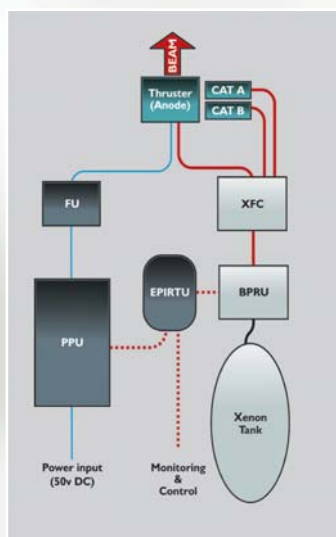 BEAM
Thruster
(Anode)
CAT A
CAT B
FU
XFC
EPIRTU
BPRU
PPU
Xenon
Tank
Power input
(50v DC)
Monitoring
&
Control